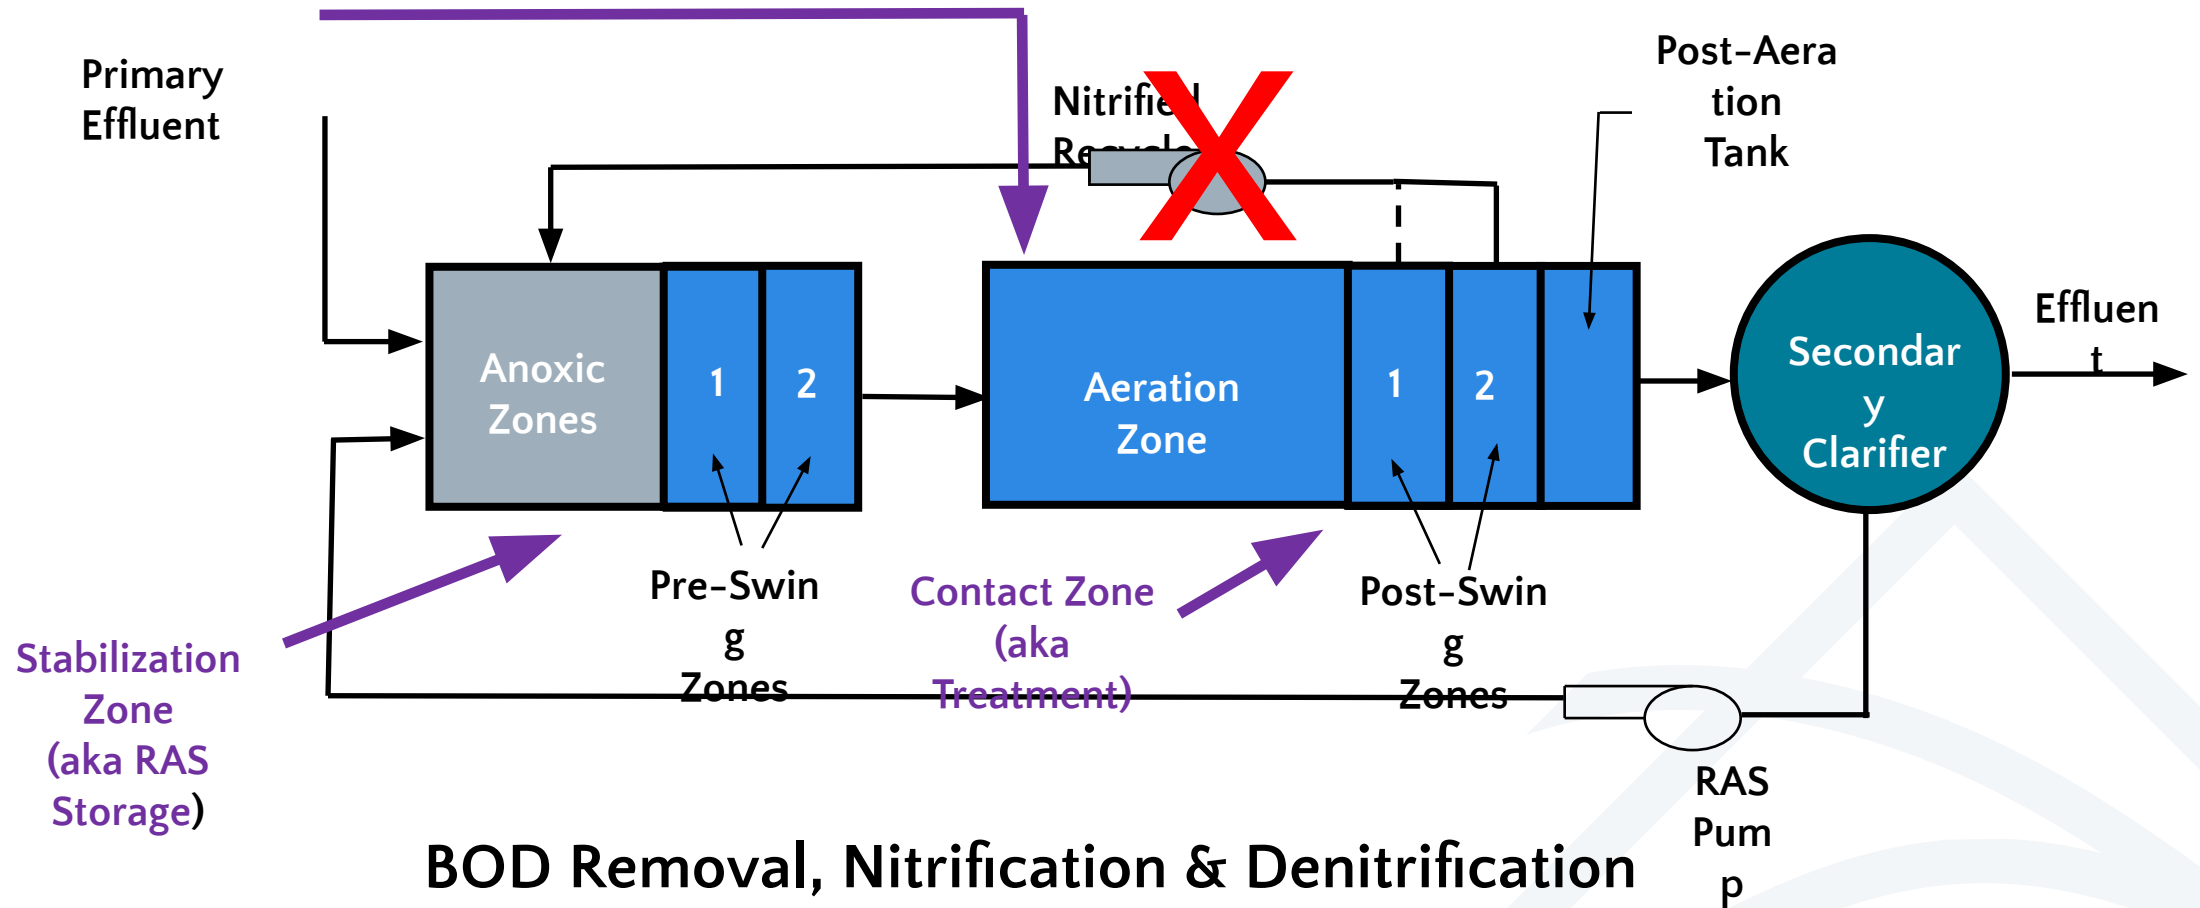 Primary
Effluent
Nitrified
Recycle
Post-Aera
tion
Tank
Anoxic
Zones
1
2
Aeration
Zone
1
2
Secondar
y
Clarifier
Effluen
t
Pre-Swin
g
Zones
Contact Zone
(aka
Treatment)
Post-Swin
g
Zones
Stabilization
Zone
(aka RAS
Storage)
RAS
Pum
p
BOD Removal, Nitrification & Denitrification